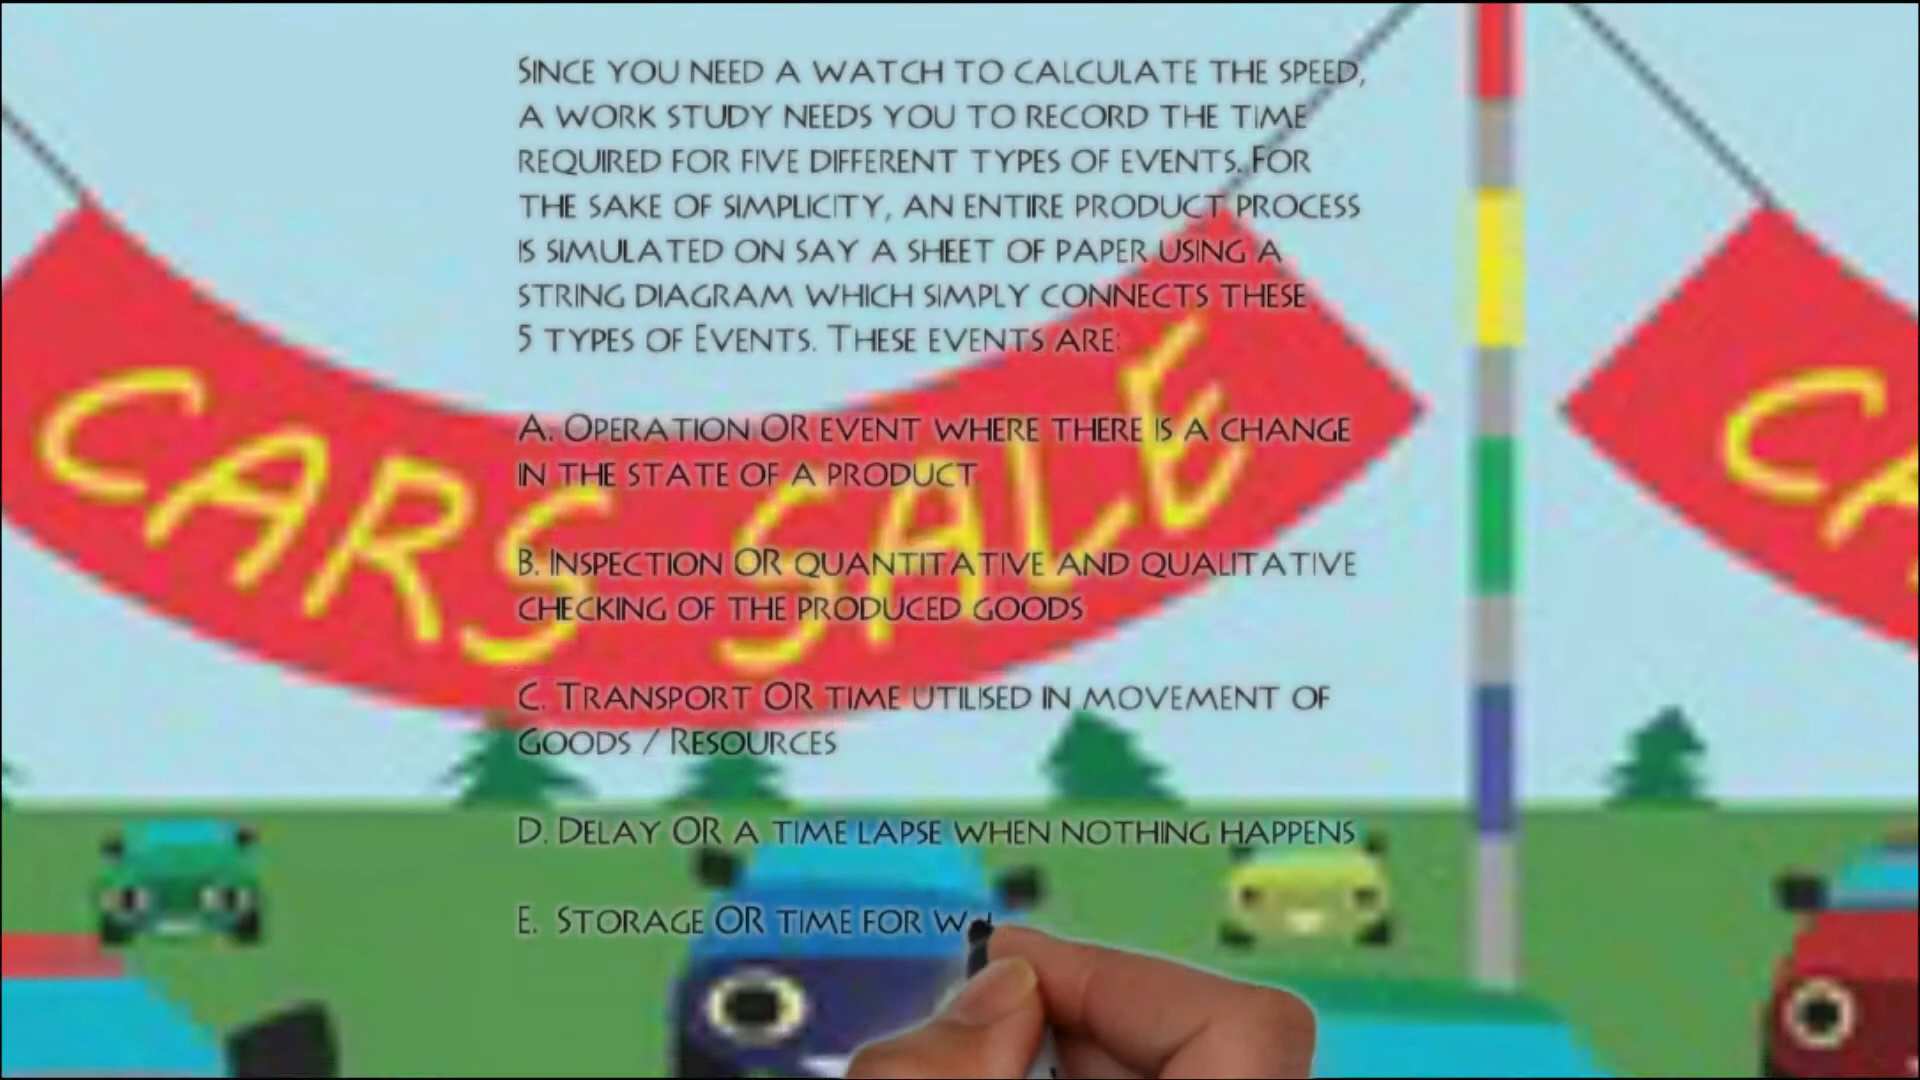 SINCE YOU NEED A WATCH TO CALCULATE THE SPEED,
A WORK STUDY NEEDS YOU TO RECORD THE TIME
REQUIRED FOR FIVE DIFFERENT TYPES OF EVENTS. FOR
THE SAKE OF SIMPLICITY, AN ENTIRE PRODUCT PROCESS
IS SIMULATED ON SAY A SHEET OF PAPER USING A
STRING DIAGRAM WHICH SIMPLY CONNECTS THESE
5 TYPES OF EVENTS. THESE EVENTS ARE:
A. OPERATION OR EVENT WHERE THERE IS A CHANGE
IN THE STATE OF A PRODUCT
B. INSPECTION OR QUANTITATIVE AND QUALITATIVE
CHECKING OF THE PRODUCED GOODS
C. TRANSPORT OR TIME UTILISED IN MOVEMENT OF
GOODS / RESOURCES
D. DELAY OR A TIME LAPSE WHEN NOTHING HAPPENS
E. STORAGE OR TIME FOR
CARS SALE